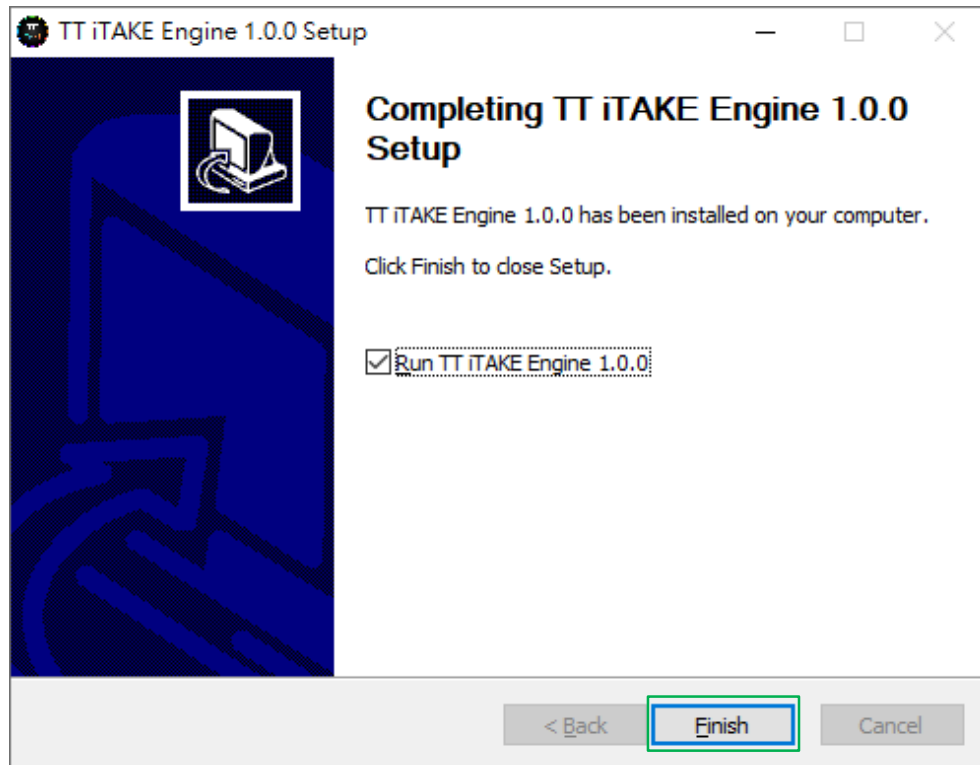 TT iTAKE Engine 1.0.0 Setup
Completing TT iTAKE Engine 1.0.0
Setup
TT iTAKE Engine 1.0.0 has been installed on your computer.
Click Finish to close Setup.
Run TT iTAKE Engine 1.0.0
< Back Finish Cancel